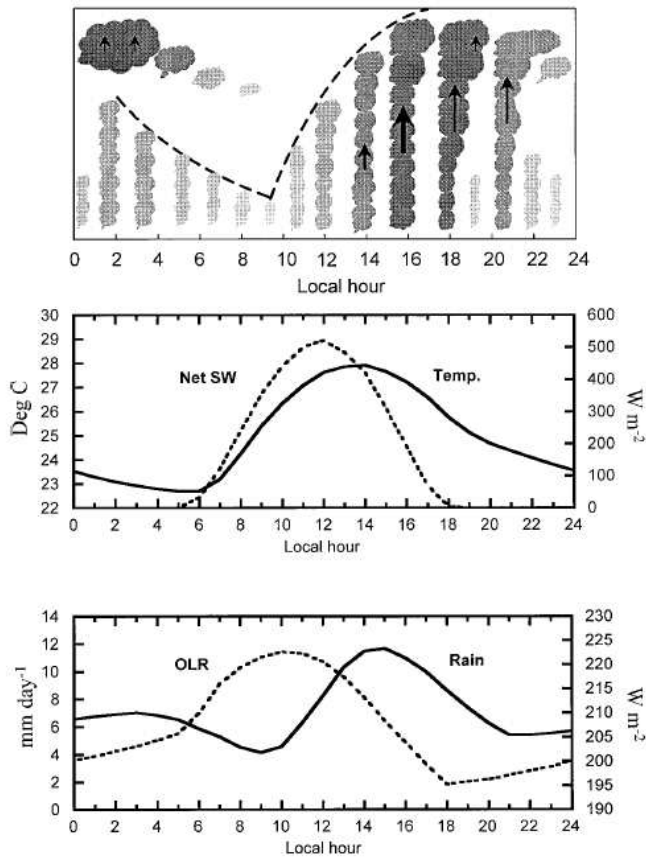 0 2 4 6 8 10 12 14 16 18 20 22 24
Local hour
30 600
29 500
28 400
27 300
26 200
25 100
24 0
23
22
Deg C
Net SW
Temp.
W m-2
0 2 4 6 8 10 12 14 16 18 20 22 24
Local hour
14 230
12 225
10 220
8 215
6 210
4 205
2 200
0 195
190
mm day-1
OLR
Rain
W m-2
0 2 4 6 8 10 12 14 16 18 20 22 24
Local hour